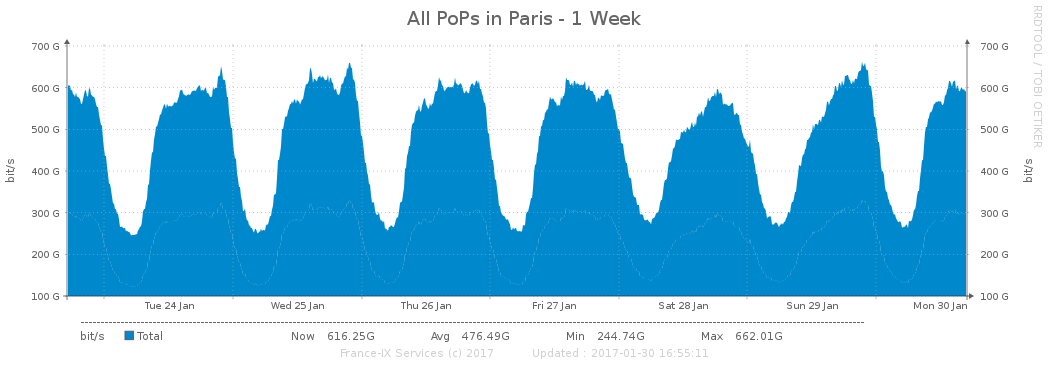 All PoPs in Paris - 1 Week
RRDTOOL / TOBI OETIKER
700 G 700 G
600 G 600 G
500 G 500 G
400 G 400 G
300 G 300 G
200 G 200 G
100 G 100 G
bit/s bit/s
Tue 24 Jan Wed 25 Jan Thu 26 Jan Fri 27 Jan Sat 28 Jan Sun 29 Jan Mon 30 Jan
bit/s Total Now 616.25G Avg 476.49G Min 244.74G Max 662.01G
France-IX Services (c) 2017 Updated : 2017-01-30 16:55:11